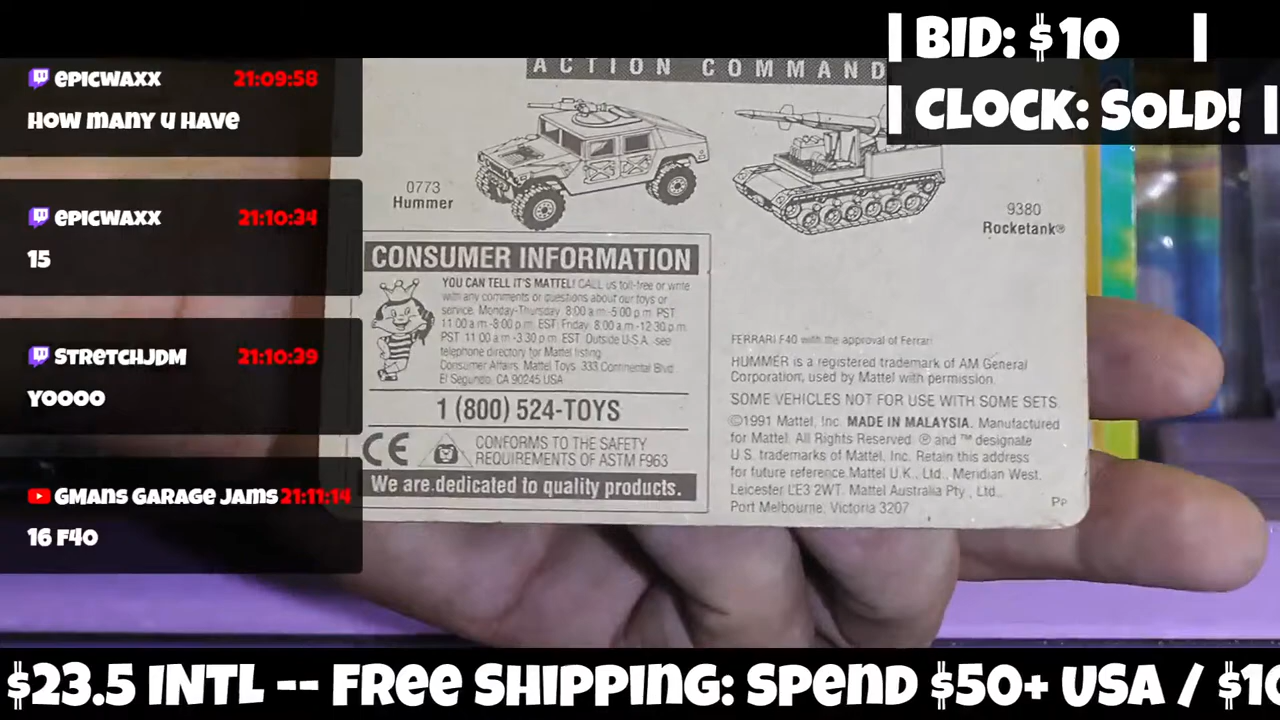 | BID: $10 |
| CLOCK: SOLD! |
epicwaxx 21:09:58
HOW MANY U HAVE
epicwaxx 21:10:34
15
StretchJDM 21:10:39
YOOOO
GMans Garage Jams 21:11:14
16 F40
ACTION COMMAND
0773
Hummer
9380
Rocketank®
CONSUMER INFORMATION
YOU CAN TELL IT'S MATTEL! CALL us toll-free or write
with any comments or questions about our toys or
service. Monday-Thursday 8:00 a.m.-5:00 p.m. PST
11:00 a.m.-8:00 p.m. EST Friday: 8:00 a.m.-12:30 p.m.
PST 11:00 a.m.-3:30 p.m. EST. Outside U.S.A., see
telephone directory for Mattel listing.
Consumer Affairs, Mattel Toys, 333 Continental Blvd.
El Segundo, CA 90245 USA
1 (800) 524-TOYS
CE
CONFORMS TO THE SAFETY
REQUIREMENTS OF ASTM F963
We are dedicated to quality products.
FERRARI F40 with the approval of Ferrari
HUMMER is a registered trademark of AM General
Corporation, used by Mattel with permission.
SOME VEHICLES NOT FOR USE WITH SOME SETS.
©1991 Mattel, Inc. MADE IN MALAYSIA. Manufactured
for Mattel. All Rights Reserved. ® and ™ designate
U.S. trademarks of Mattel, Inc. Retain this address
for future reference. Mattel U.K., Ltd., Meridian West,
Leicester LE3 2WT. Mattel Australia Pty., Ltd.,
Port Melbourne, Victoria 3207
Pp
$23.5 INTL -- FREE SHIPPING: SPEND $50+ USA / $10